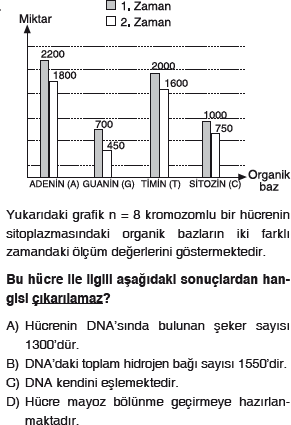 1. Zaman
2. Zaman
Miktar
2200
1800
700
450
2000
1600
1000
750
ADENİN (A) GUANİN (G) TİMİN (T) SİTOZİN (C)
Organik
baz
Yukarıdaki grafik n = 8 kromozomlu bir hücrenin
sitoplazmasındaki organik bazların iki farklı
zamandaki ölçüm değerlerini göstermektedir.
Bu hücre ile ilgili aşağıdaki sonuçlardan han-
gisi çıkarılamaz?
A) Hücrenin DNA'sında bulunan şeker sayısı
1300'dür.
B) DNA'daki toplam hidrojen bağı sayısı 1550'dir.
C) DNA kendini eşlemektedir.
D) Hücre mayoz bölünme geçirmeye hazırlan-
maktadır.